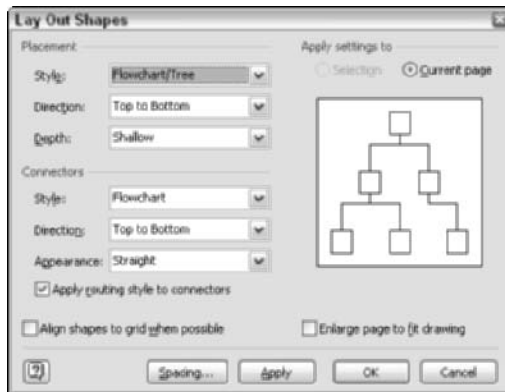 Lay Out Shapes
Placement
Style: Flowchart/Tree
Direction: Top to Bottom
Depth: Shallow
Connectors
Style: Flowchart
Direction: Top to Bottom
Appearance: Straight
Apply routing style to connectors
Align shapes to grid when possible
Apply settings to
Selection Current page
Enlarge page to fit drawing
? Spacing... Apply OK Cancel